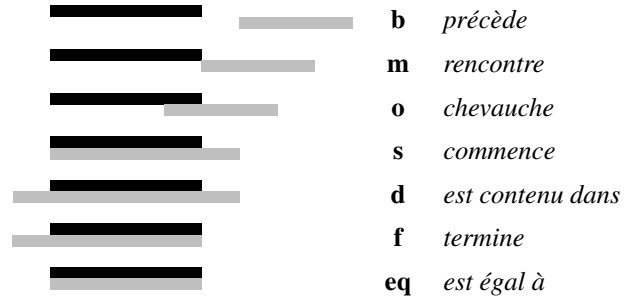 b précède
m rencontre
o chevauche
s commence
d est contenu dans
f termine
eq est égal à